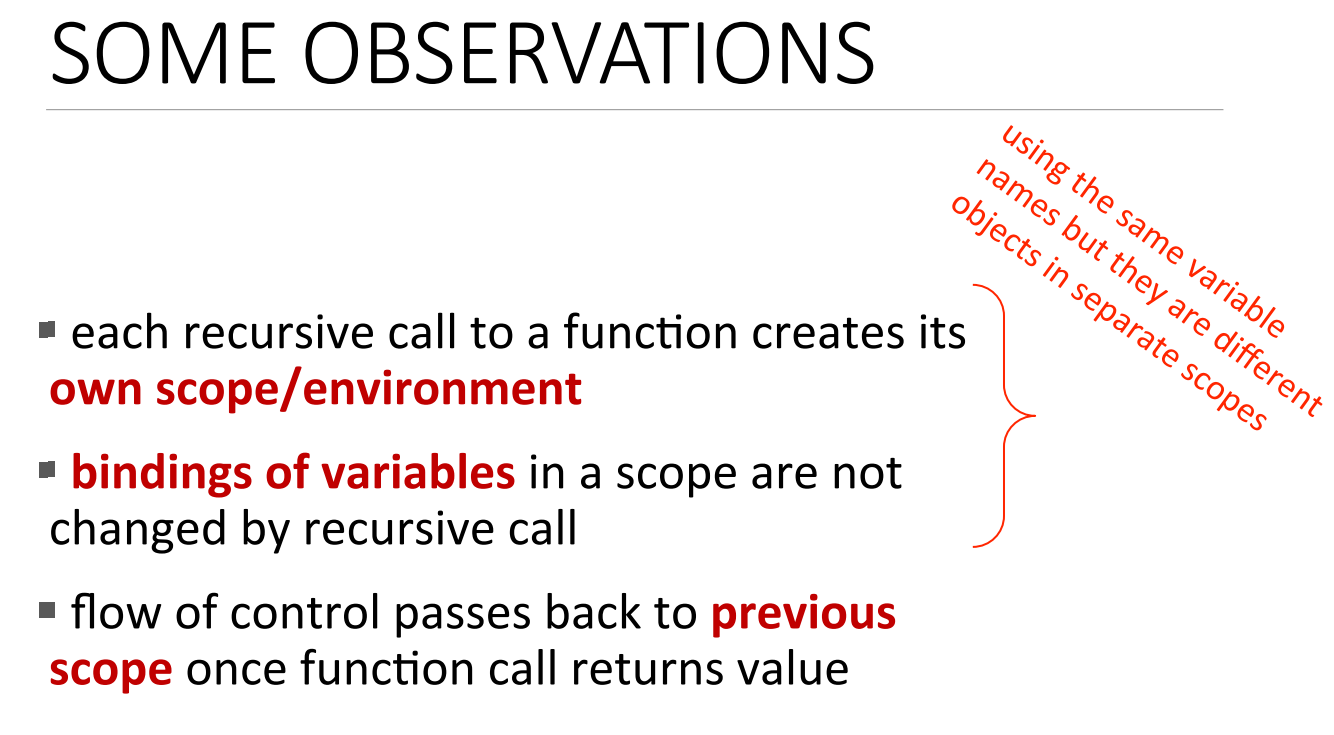 SOME OBSERVATIONS
using the same variable
names but they are different
objects in separate scopes
▪ each recursive call to a function creates its
own scope/environment
▪ bindings of variables in a scope are not
changed by recursive call
▪ flow of control passes back to previous
scope once function call returns value